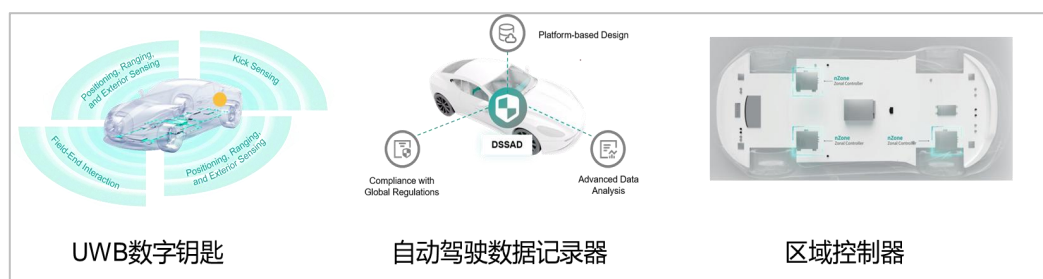 Positioning, Ranging,
and Exterior Sensing
Kick Sensing
Field-End Interaction
Positioning, Ranging,
and Exterior Sensing
UWB数字钥匙
Platform-based Design
DSSAD
Compliance with
Global Regulations
Advanced Data
Analysis
自动驾驶数据记录器
nZone
Zonal Controller
nZone
Zonal Controller
nZone
Zonal Controller
区域控制器